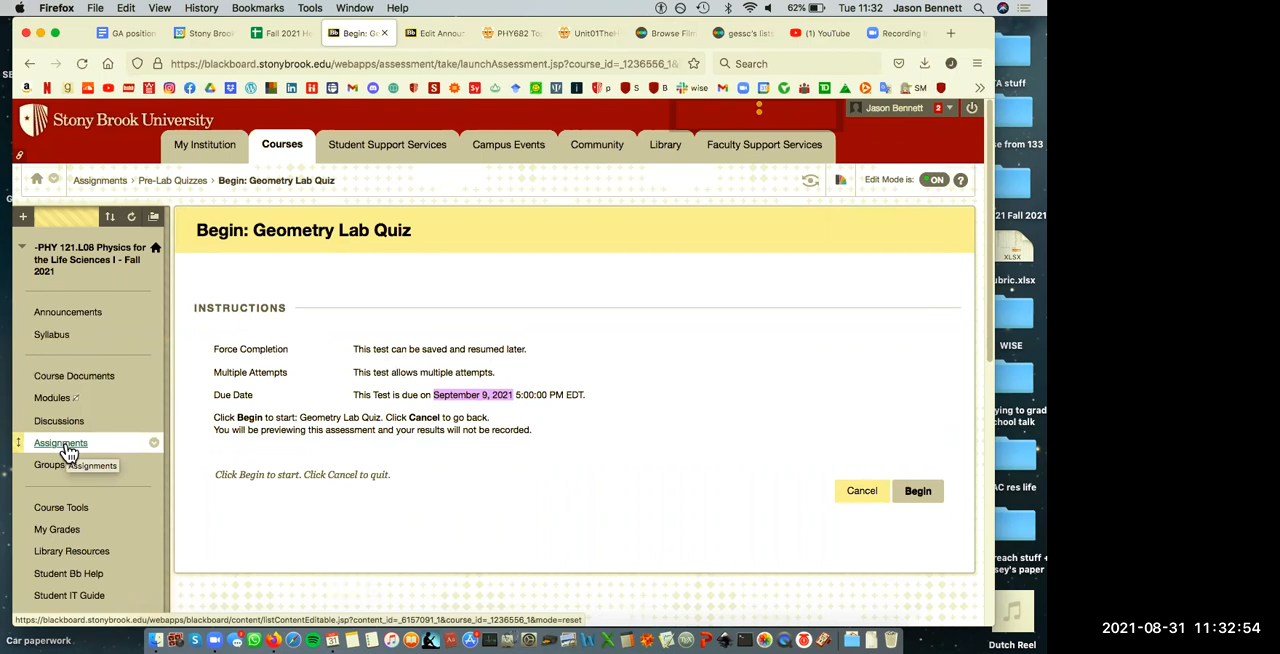 Firefox File Edit View History Bookmarks Tools Window Help 62% Tue 11:32 Jason Bennett
GA position Stony Brook Fall 2021 He Begin: Ge Edit Annou PHY682 To Unit01TheI Browse Film gessc's lists (1) YouTube Recording
https://blackboard.stonybrook.edu/webapps/assessment/take/launchAssessment.jsp?course_id=_1236556_1& Search
wise SM
Stony Brook University
Jason Bennett 2
My Institution Courses Student Support Services Campus Events Community Library Faculty Support Services
Assignments Pre-Lab Quizzes Begin: Geometry Lab Quiz Edit Mode is: ON ?
-PHY 121.L08 Physics for
the Life Sciences I - Fall
2021
Announcements
Syllabus
Course Documents
Modules
Discussions
Assignments
Groups
Assignments
Course Tools
My Grades
Library Resources
Student Bb Help
Student IT Guide
Begin: Geometry Lab Quiz
INSTRUCTIONS
Force Completion This test can be saved and resumed later.
Multiple Attempts This test allows multiple attempts.
Due Date This Test is due on September 9, 2021 5:00:00 PM EDT.
Click Begin to start: Geometry Lab Quiz. Click Cancel to go back.
You will be previewing this assessment and your results will not be recorded.
Click Begin to start. Click Cancel to quit.
Cancel Begin
https://blackboard.stonybrook.edu/webapps/blackboard/content/listContentEditable.jsp?content_id=_6157091_1&course_id=_1236556_1&mode=reset
Car paperwork
TA stuff
se from 133
21 Fall 2021
XLSX
ubric.xlsx
WISE
ying to grad
chool talk
AC res life
reach stuff +
sey's paper
Dutch Reel
2021-08-31 11:32:54